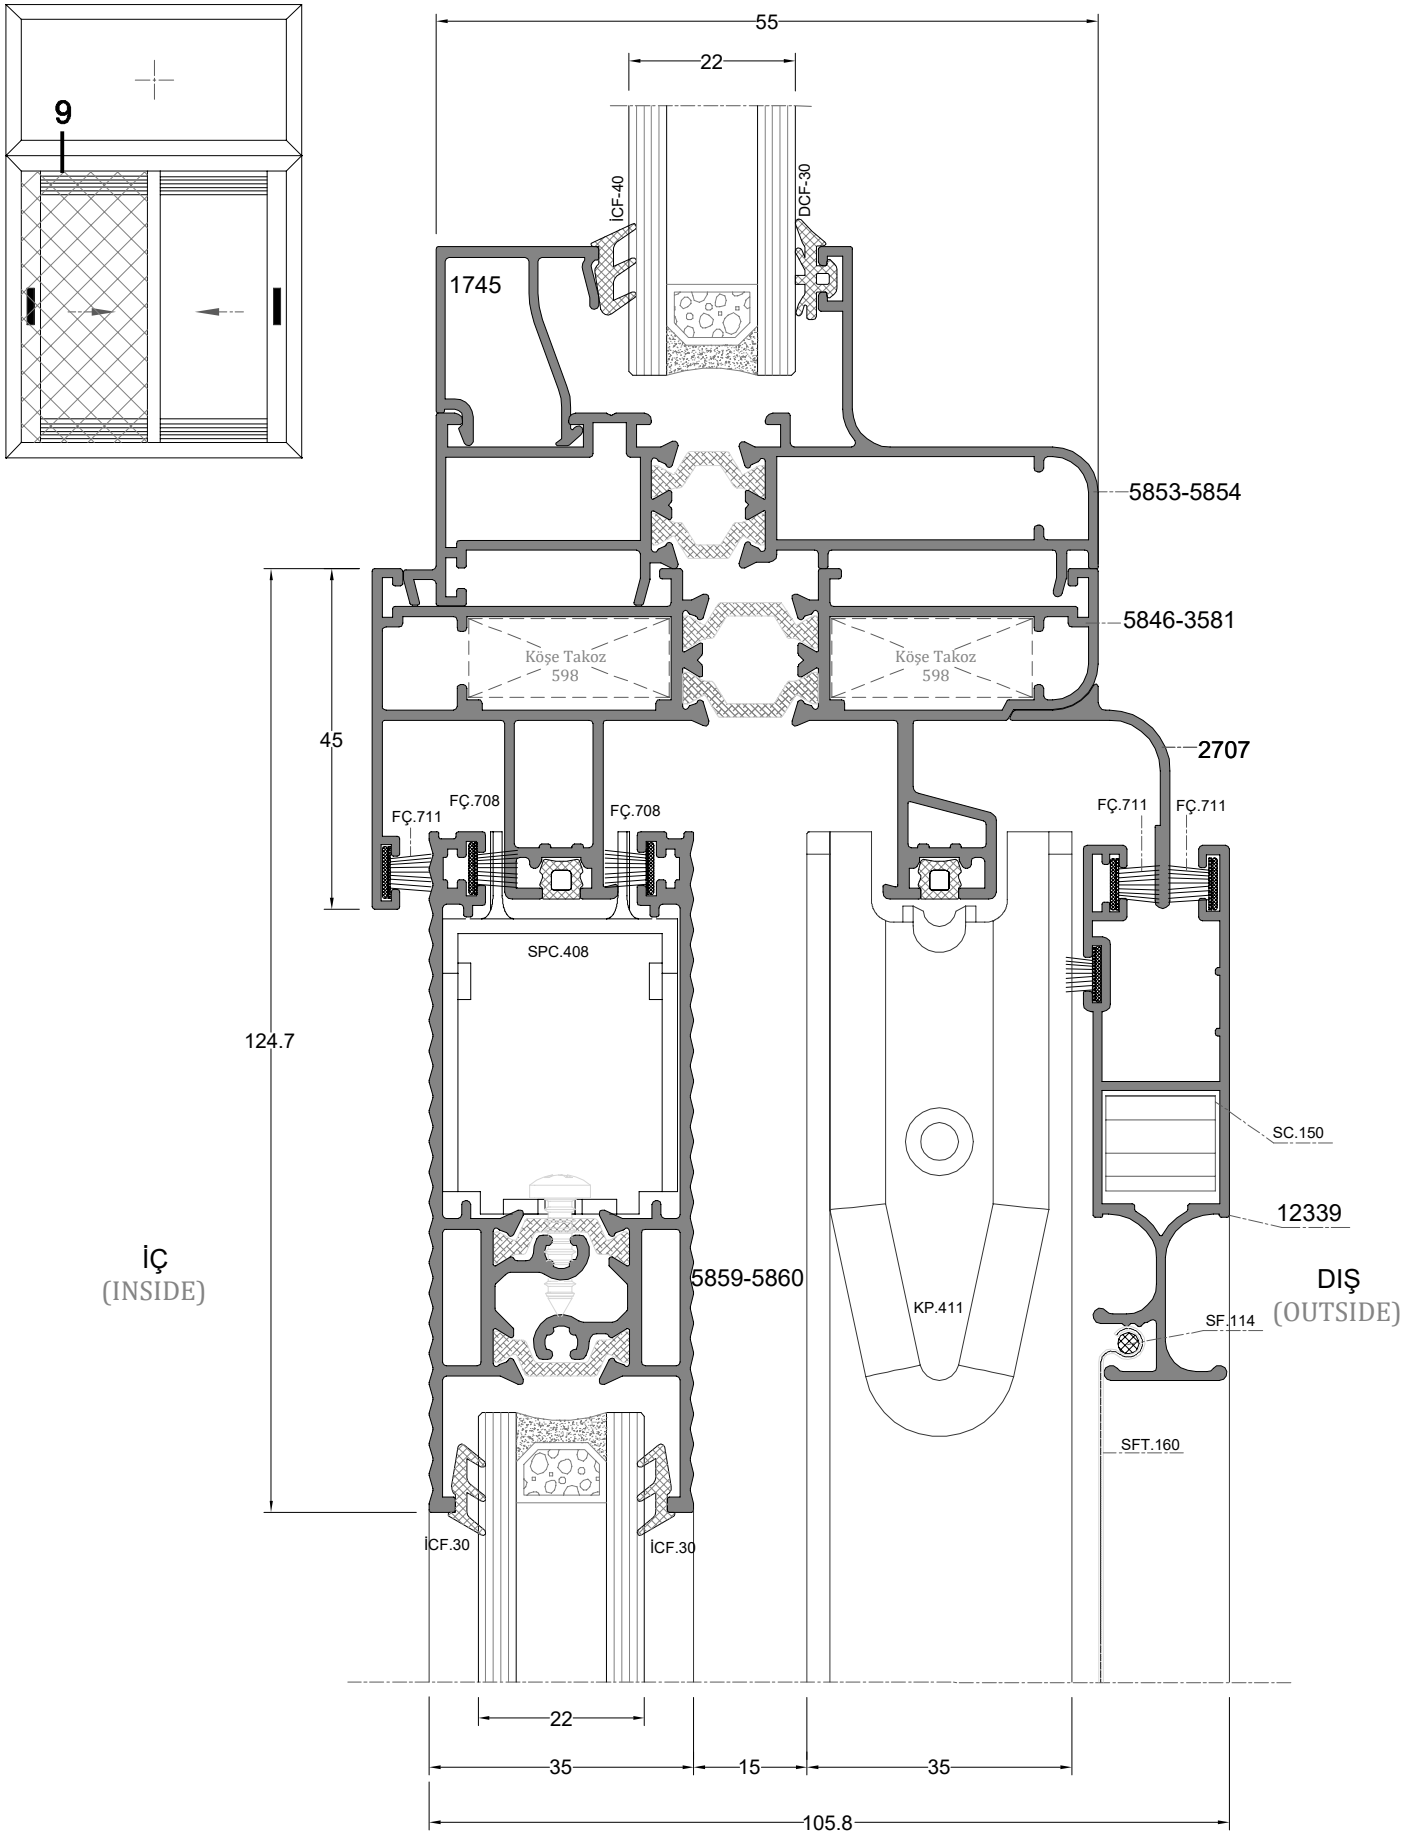 55
22
9
İCF-40
DCF-30
1745
5853-5854
5846-3581
Köşe Takoz
598
Köşe Takoz
598
45
2707
FÇ.711
FÇ.708
FÇ.708
FÇ.711
FÇ.711
SPC.408
124.7
SC.150
12339
İÇ
(INSIDE)
5859-5860
KP.411
DIŞ
(OUTSIDE)
SF.114
SFT.160
İCF.30
İCF.30
22
35
15
35
105.8